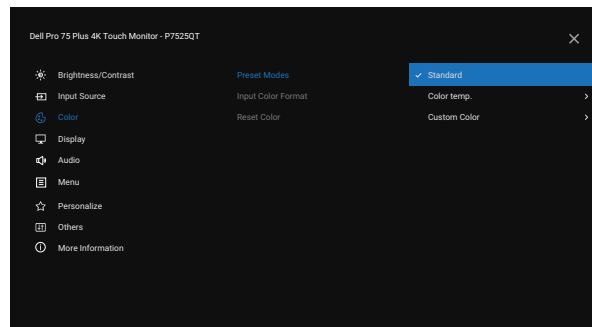 Dell Pro 75 Plus 4K Touch Monitor - P7525QT
Brightness/Contrast
Preset Modes
Standard
Input Source
Input Color Format
Color temp.
Color
Reset Color
Custom Color
Display
Audio
Menu
Personalize
Others
More Information